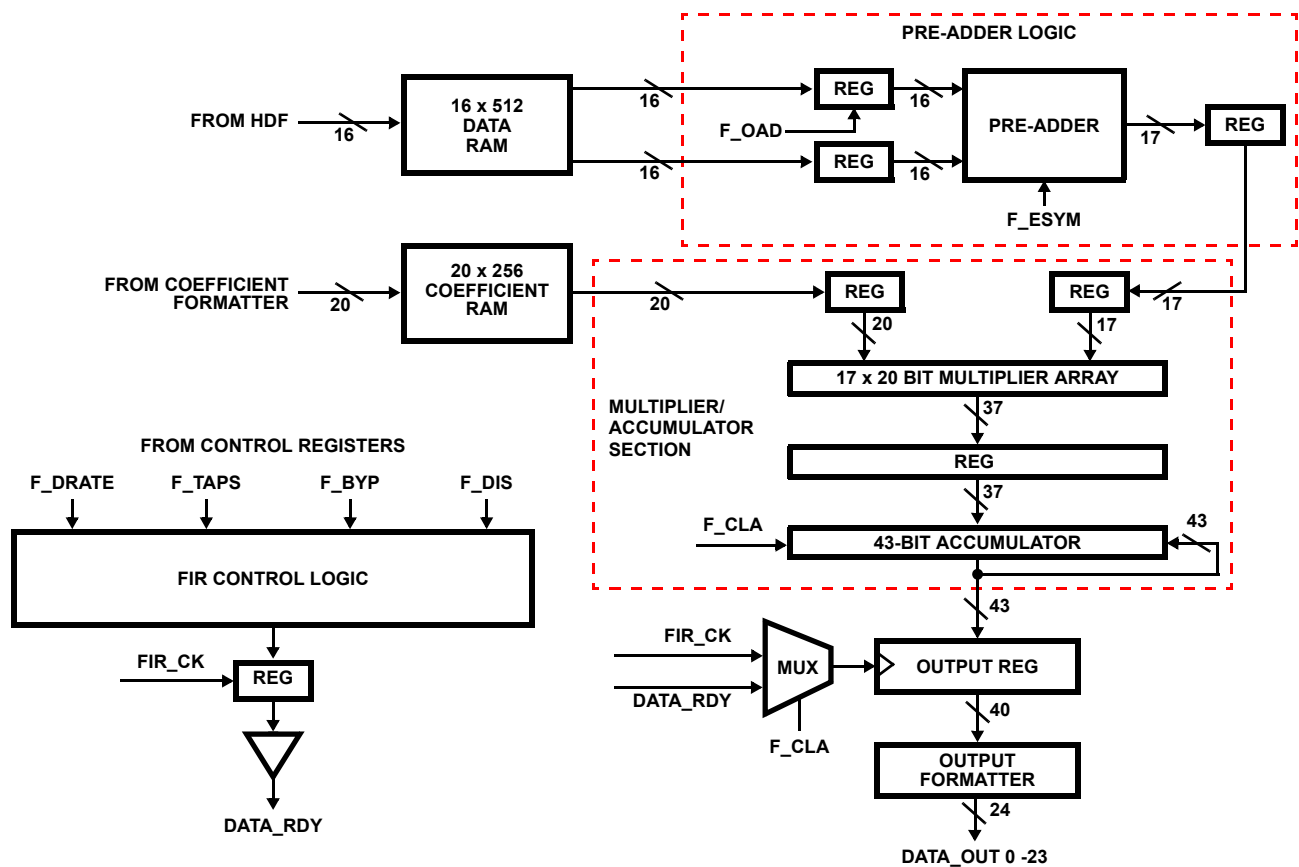 PRE-ADDER LOGIC
FROM HDF
16
16 x 512
DATA
RAM
16
16
REG
F_OAD
REG
16
16
PRE-ADDER
F_ESYM
17
REG
FROM COEFFICIENT
FORMATTER
20
20 x 256
COEFFICIENT
RAM
20
REG
REG
17
20
17
17 x 20 BIT MULTIPLIER ARRAY
MULTIPLIER/
ACCUMULATOR
SECTION
37
REG
37
F_CLA
43-BIT ACCUMULATOR
43
43
FROM CONTROL REGISTERS
F_DRATE
F_TAPS
F_BYP
F_DIS
FIR CONTROL LOGIC
FIR_CK
REG
DATA_RDY
FIR_CK
DATA_RDY
MUX
F_CLA
OUTPUT REG
40
OUTPUT
FORMATTER
24
DATA_OUT 0 -23